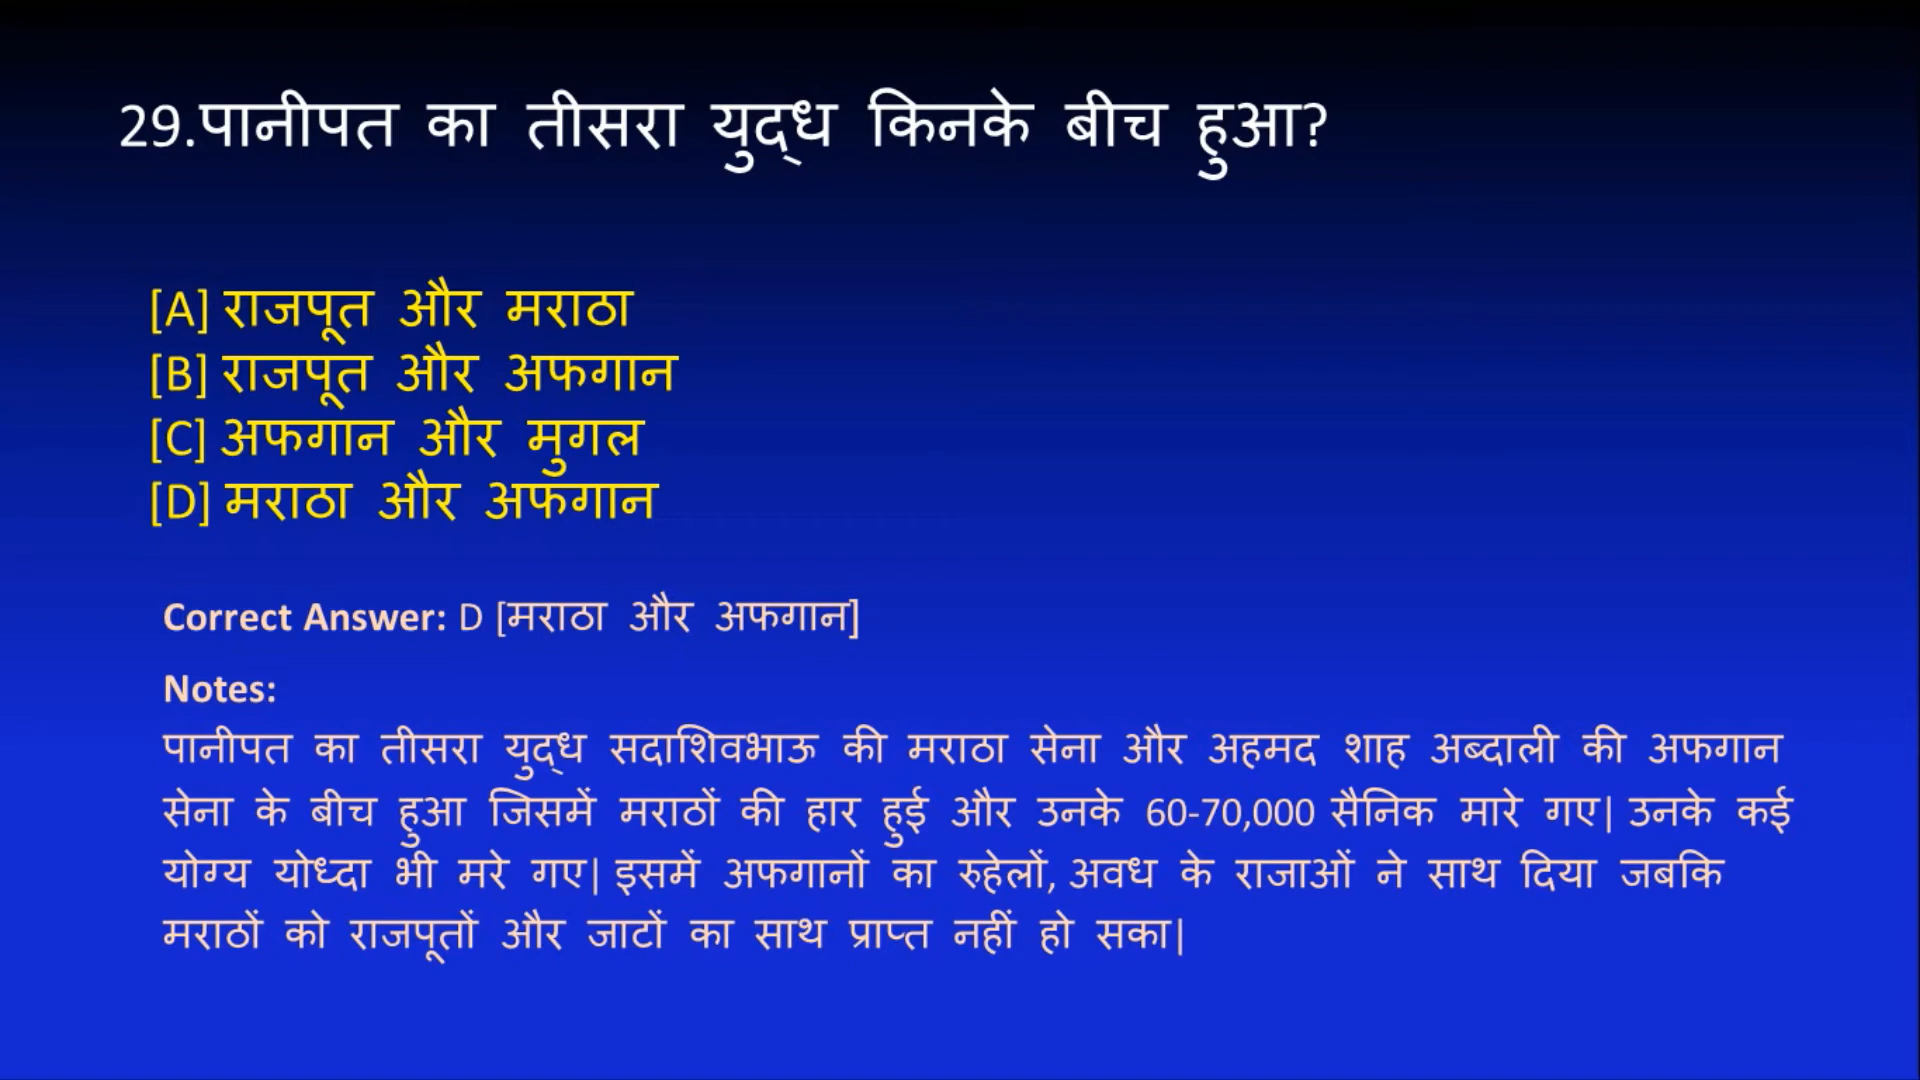 29.पानीपत का तीसरा युद्ध किनके बीच हुआ?
[A] राजपूत और मराठा
[B] राजपूत और अफगान
[C] अफगान और मुगल
[D] मराठा और अफगान
Correct Answer: D [मराठा और अफगान]
Notes:
पानीपत का तीसरा युद्ध सदाशिवभाऊ की मराठा सेना और अहमद शाह अब्दाली की अफगान
सेना के बीच हुआ जिसमें मराठों की हार हुई और उनके 60-70,000 सैनिक मारे गए| उनके कई
योग्य योध्दा भी मरे गए| इसमें अफगानों का रुहेलों, अवध के राजाओं ने साथ दिया जबकि
मराठों को राजपूतों और जाटों का साथ प्राप्त नहीं हो सका|